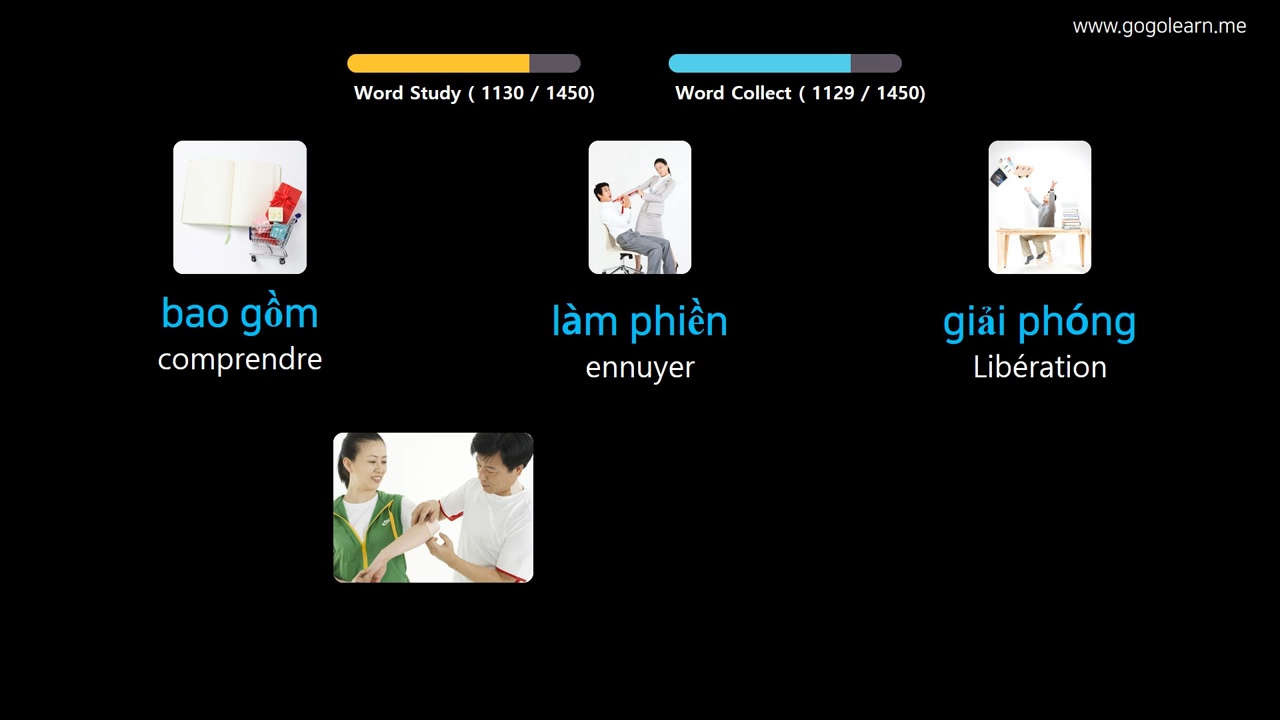 www.gogolearn.me
Word Study ( 1130 / 1450)
Word Collect ( 1129 / 1450)
bao gồm
comprendre
làm phiền
ennuyer
giải phóng
Libération